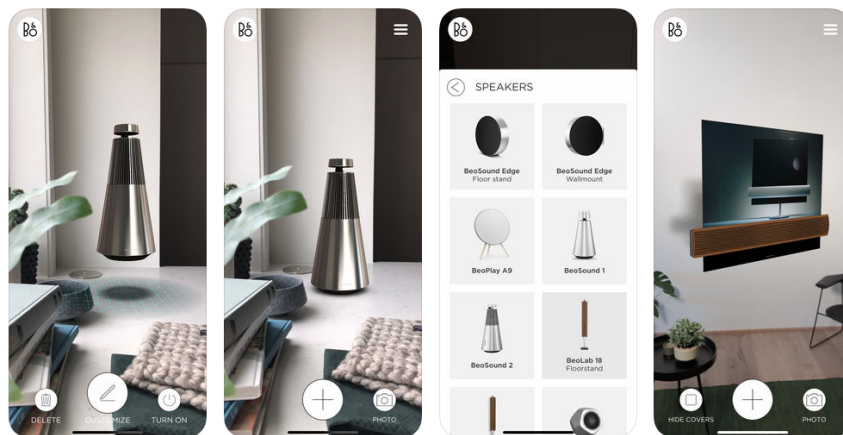 B&O
DELETE
CUSTOMIZE
TURN ON
B&O
PHOTO
B&O
SPEAKERS
BeoSound Edge
Floor stand
BeoSound Edge
Wallmount
BeoPlay A9
BeoSound 1
BeoSound 2
BeoLab 18
Floorstand
B&O
HIDE COVERS
PHOTO